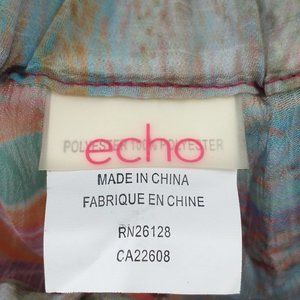 echo
POLYESTER 100% POLYESTER
MADE IN CHINA
FABRIQUE EN CHINE
RN26128
CA22608